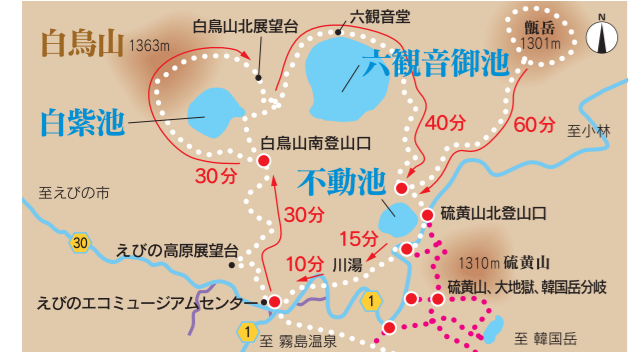 白鳥山北展望台
六観音堂
甑岳
1301m
N
白鳥山 1363m
六観音御池
白紫池
40分
60分
至小林
白鳥山南登山口
30分
不動池
至えびの市
30分
硫黄山北登山口
30
15分
えびの高原展望台
10分
川湯
1310m 硫黄山
硫黄山、大地獄、韓国岳分岐
えびのエコミュージアムセンター
1
1
至 霧島温泉
至 韓国岳